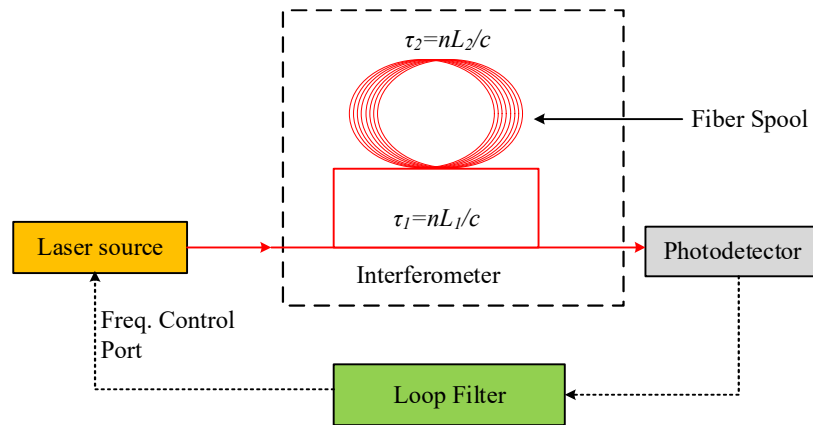 τ₂=nL₂/c
Fiber Spool
τ₁=nL₁/c
Laser source
Interferometer
Photodetector
Freq. Control
Port
Loop Filter